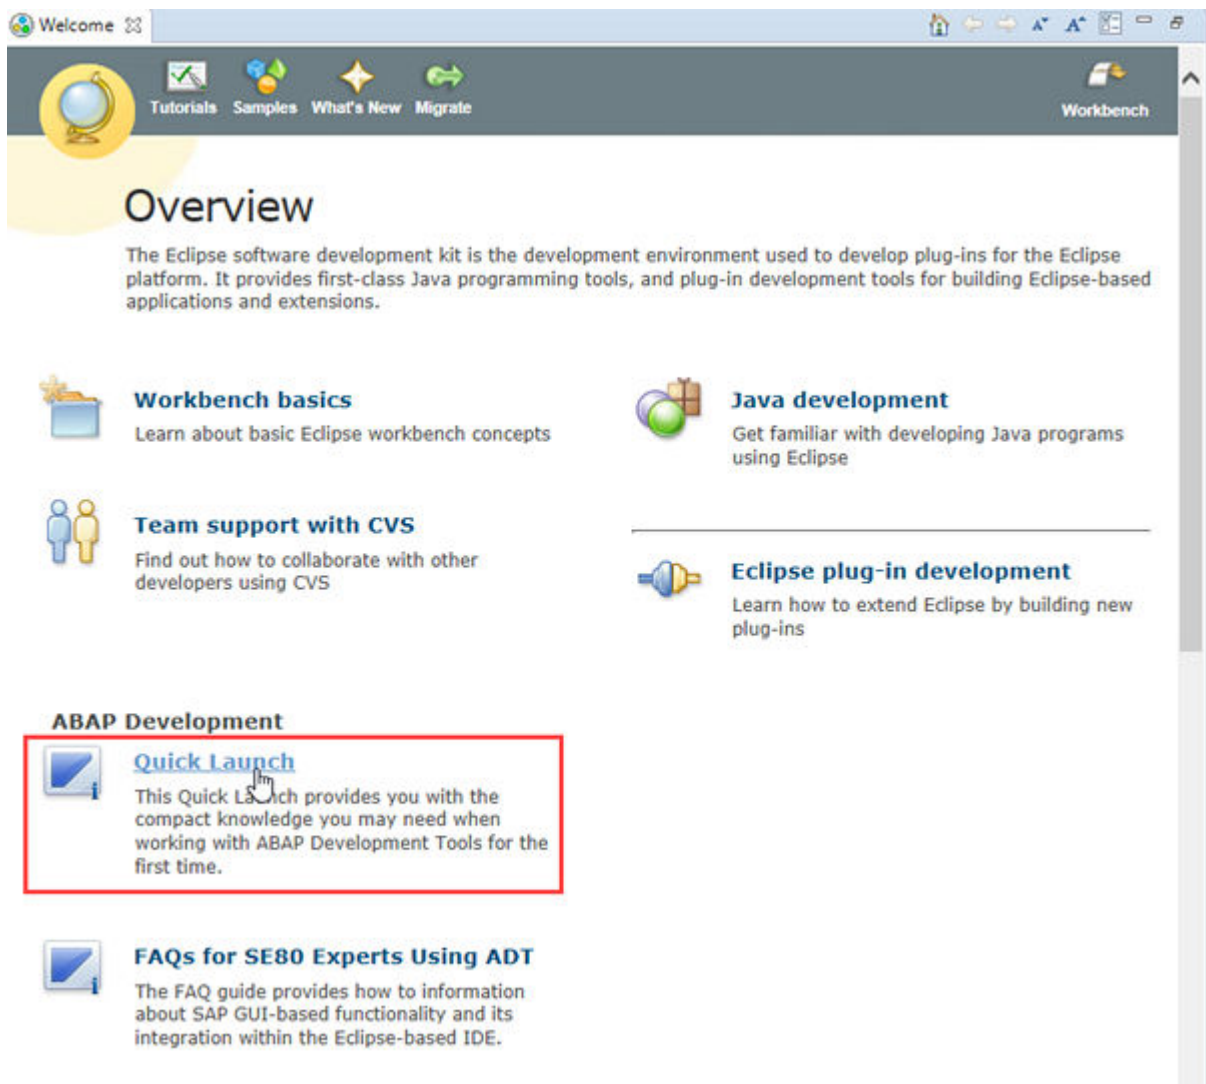 Welcome
Tutorials Samples What's New Migrate
Workbench
Overview
The Eclipse software development kit is the development environment used to develop plug-ins for the Eclipse
platform. It provides first-class Java programming tools, and plug-in development tools for building Eclipse-based
applications and extensions.
Workbench basics
Learn about basic Eclipse workbench concepts
Java development
Get familiar with developing Java programs
using Eclipse
Team support with CVS
Find out how to collaborate with other
developers using CVS
Eclipse plug-in development
Learn how to extend Eclipse by building new
plug-ins
ABAP Development
Quick Launch
This Quick Launch provides you with the
compact knowledge you may need when
working with ABAP Development Tools for the
first time.
FAQs for SE80 Experts Using ADT
The FAQ guide provides how to information
about SAP GUI-based functionality and its
integration within the Eclipse-based IDE.